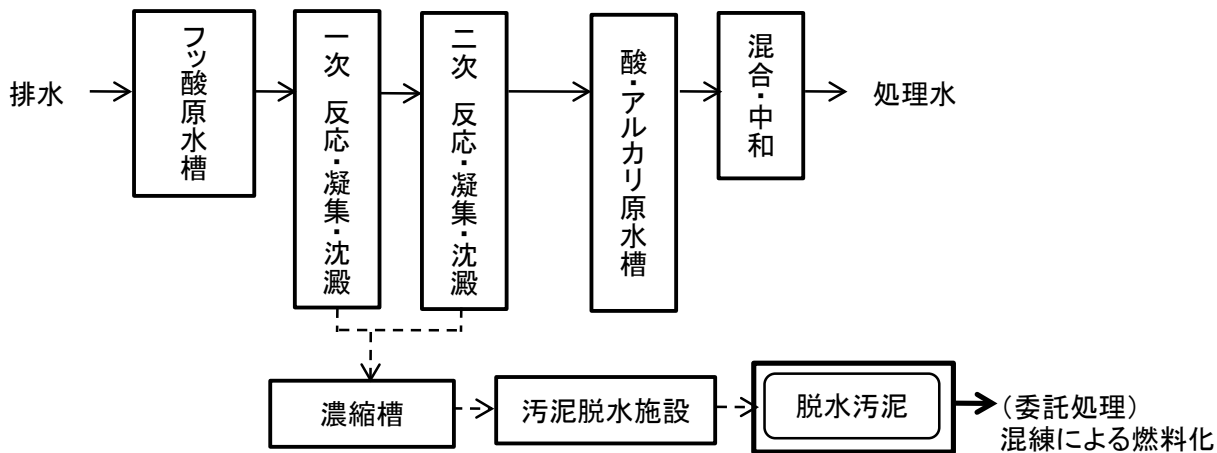 排水
フッ酸原水槽
一次 反応・凝集・沈澱
二次 反応・凝集・沈澱
酸・アルカリ原水槽
混合・中和
処理水
濃縮槽
汚泥脱水施設
脱水汚泥
(委託処理)
混練による燃料化